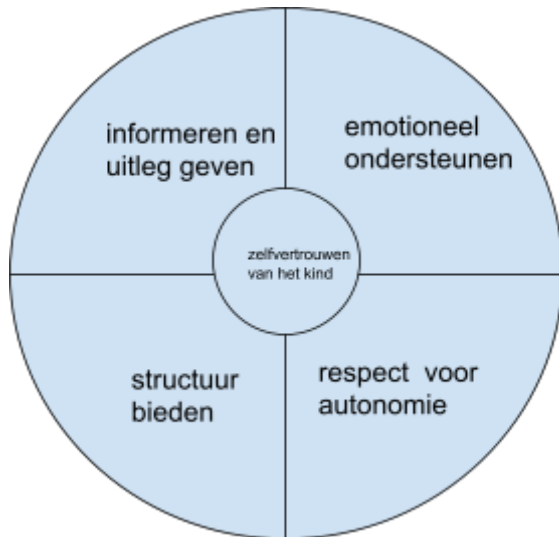 informeren en
uitleg geven
emotioneel
ondersteunen
zelfvertrouwen
van het kind
structuur
bieden
respect voor
autonomie